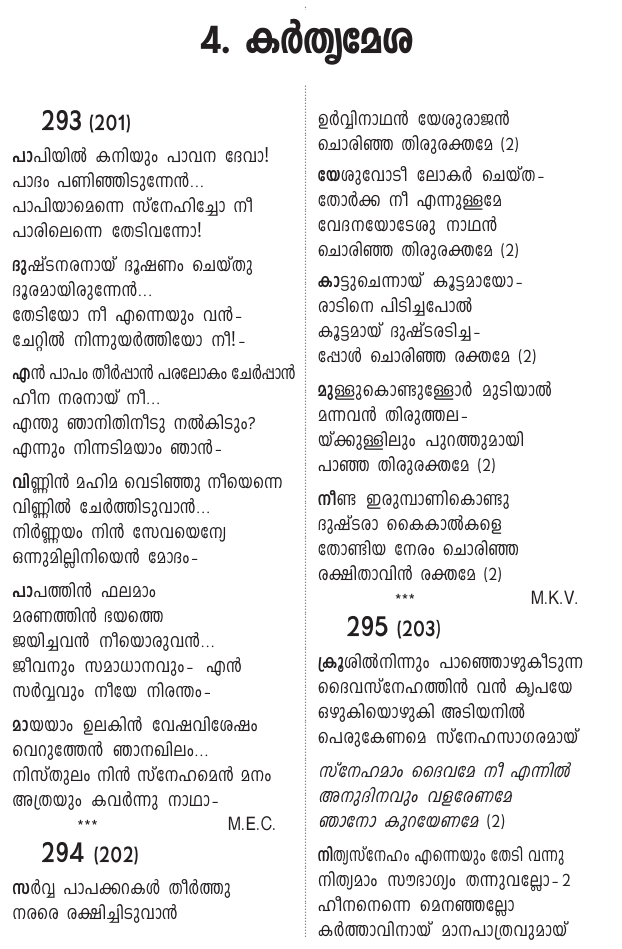 4. കർതൃമേശ
293 (201)
പാപിയിൽ കനിയും പാവന ദേവാ!
പാദം പണിഞ്ഞിടുന്നേൻ...
പാപിയാമെന്നെ സ്നേഹിച്ചോ നീ
പാരിലെന്നെ തേടിവന്നോ!
ദുഷ്ടനരനായ് ദൂഷണം ചെയ്തു
ദൂരമായിരുന്നേൻ...
തേടിയോ നീ എന്നെയും വൻ-
ചേറ്റിൽ നിന്നുയർത്തിയോ നീ!-
എൻ പാപം തീർപ്പാൻ പരലോകം ചേർപ്പാൻ
ഹീന നരനായ് നീ...
എന്തു ഞാനിതിനീടു നൽകിടും?
എന്നും നിന്നടിമയാം ഞാൻ-
വിണ്ണിൻ മഹിമ വെടിഞ്ഞു നീയെന്നെ
വിണ്ണിൽ ചേർത്തിടുവാൻ...
നിർണ്ണയം നിൻ സേവയെന്യേ
ഒന്നുമില്ലിനിയെൻ മോദം-
പാപത്തിൻ ഫലമാം
മരണത്തിൻ ഭയത്തെ
ജയിച്ചവൻ നീയൊരുവൻ...
ജീവനും സമാധാനവും- എൻ
സർവ്വവും നീയേ നിരന്തം-
മായയാം ഉലകിൻ വേഷവിശേഷം
വെറുത്തേൻ ഞാനഖിലം...
നിസ്തുലം നിൻ സ്നേഹമെൻ മനം
അത്രയും കവർന്നു നാഥാ-
*** M.E.C.
294 (202)
സർവ്വ പാപക്കറകൾ തീർത്തു
നരരെ രക്ഷിച്ചിടുവാൻ
ഉർവ്വിനാഥൻ യേശുരാജൻ
ചൊരിഞ്ഞ തിരുരക്തമേ (2)
യേശുവോടീ ലോകർ ചെയ്ത-
തോർക്ക നീ എന്നുള്ളമേ
വേദനയോടേശു നാഥൻ
ചൊരിഞ്ഞ തിരുരക്തമേ (2)
കാട്ടുചെന്നായ് കൂട്ടമായോ-
രാടിനെ പിടിച്ചപോൽ
കൂട്ടമായ് ദുഷ്ടരടിച്ച-
പ്പോൾ ചൊരിഞ്ഞ രക്തമേ (2)
മുള്ളുകൊണ്ടുള്ളോർ മുടിയാൽ
മന്നവൻ തിരുത്തല-
യ്ക്കുള്ളിലും പുറത്തുമായി
പാഞ്ഞ തിരുരക്തമേ (2)
നീണ്ട ഇരുമ്പാണികൊണ്ടു
ദുഷ്ടരാ കൈകാൽകളെ
തോണ്ടിയ നേരം ചൊരിഞ്ഞ
രക്ഷിതാവിൻ രക്തമേ (2)
*** M.K.V.
295 (203)
ക്രൂശിൽനിന്നും പാഞ്ഞൊഴുകീടുന്ന
ദൈവസ്നേഹത്തിൻ വൻ കൃപയേ
ഒഴുകിയൊഴുകി അടിയനിൽ
പെരുകേണമെ സ്നേഹസാഗരമായ്
സ്നേഹമാം ദൈവമേ നീ എന്നിൽ
അനുദിനവും വളരേണമേ
ഞാനോ കുറയേണമേ (2)
നിത്യസ്നേഹം എന്നെയും തേടി വന്നു
നിത്യമാം സൗഭാഗ്യം തന്നുവല്ലോ-2
ഹീനനെന്നെ മെനഞ്ഞല്ലോ
കർത്താവിനായ് മാനപാത്രവുമായ്